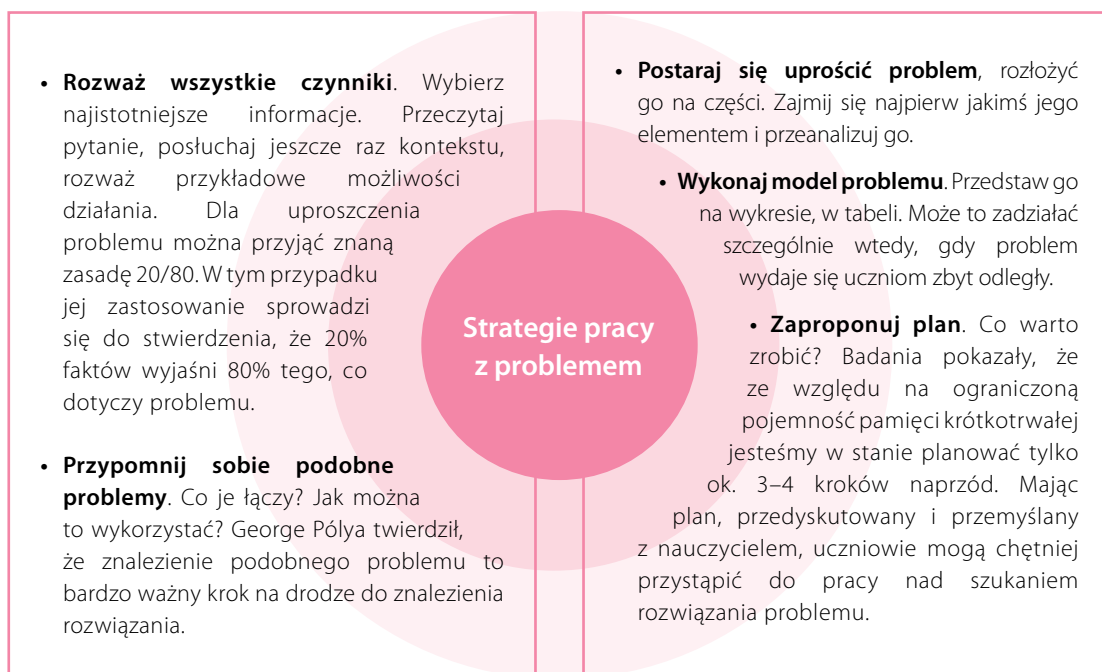 • Rozważ wszystkie czynniki. Wybierz
najistotniejsze informacje. Przeczytaj
pytanie, posłuchaj jeszcze raz kontekstu,
rozważ przykładowe możliwości
działania. Dla uproszczenia
problemu można przyjąć znaną
zasadę 20/80. W tym przypadku
jej zastosowanie sprowadzi
się do stwierdzenia, że 20%
faktów wyjaśni 80% tego, co
dotyczy problemu.
• Przypomnij sobie podobne
problemy. Co je łączy? Jak można
to wykorzystać? George Pólya twierdził,
że znalezienie podobnego problemu to
bardzo ważny krok na drodze do znalezienia
rozwiązania.
Strategie pracy
z problemem
• Postaraj się uprościć problem, rozłożyć
go na części. Zajmij się najpierw jakimś jego
elementem i przeanalizuj go.
• Wykonaj model problemu. Przedstaw go
na wykresie, w tabeli. Może to zadziałać
szczególnie wtedy, gdy problem
wydaje się uczniom zbyt odległy.
• Zaproponuj plan. Co warto
zrobić? Badania pokazały, że
ze względu na ograniczoną
pojemność pamięci krótkotrwałej
jesteśmy w stanie planować tylko
ok. 3–4 kroków naprzód. Mając
plan, przedyskutowany i przemyślany
z nauczycielem, uczniowie mogą chętniej
przystąpić do pracy nad szukaniem
rozwiązania problemu.